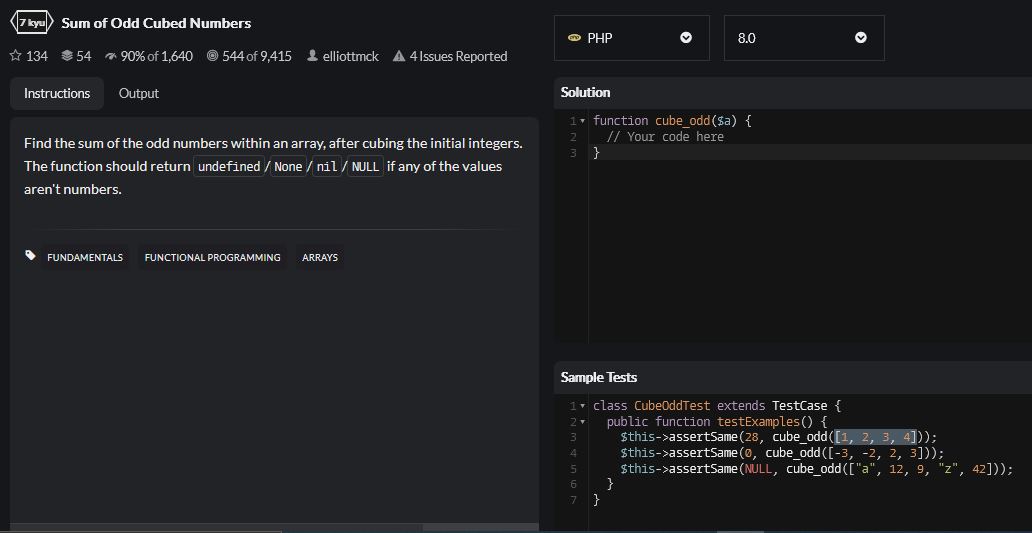 7 kyu Sum of Odd Cubed Numbers
134 54 90% of 1,640 544 of 9,415 elliottmck 4 Issues Reported
Instructions Output
Find the sum of the odd numbers within an array, after cubing the initial integers.
The function should return undefined / None / nil / NULL if any of the values
aren't numbers.
FUNDAMENTALS FUNCTIONAL PROGRAMMING ARRAYS
PHP 8.0
Solution
1 function cube_odd($a) {
2 // Your code here
3 }
Sample Tests
1 class CubeOddTest extends TestCase {
2 public function testExamples() {
3 $this->assertSame(28, cube_odd([1, 2, 3, 4]));
4 $this->assertSame(0, cube_odd([-3, -2, 2, 3]));
5 $this->assertSame(NULL, cube_odd(["a", 12, 9, "z", 42]));
6 }
7 }